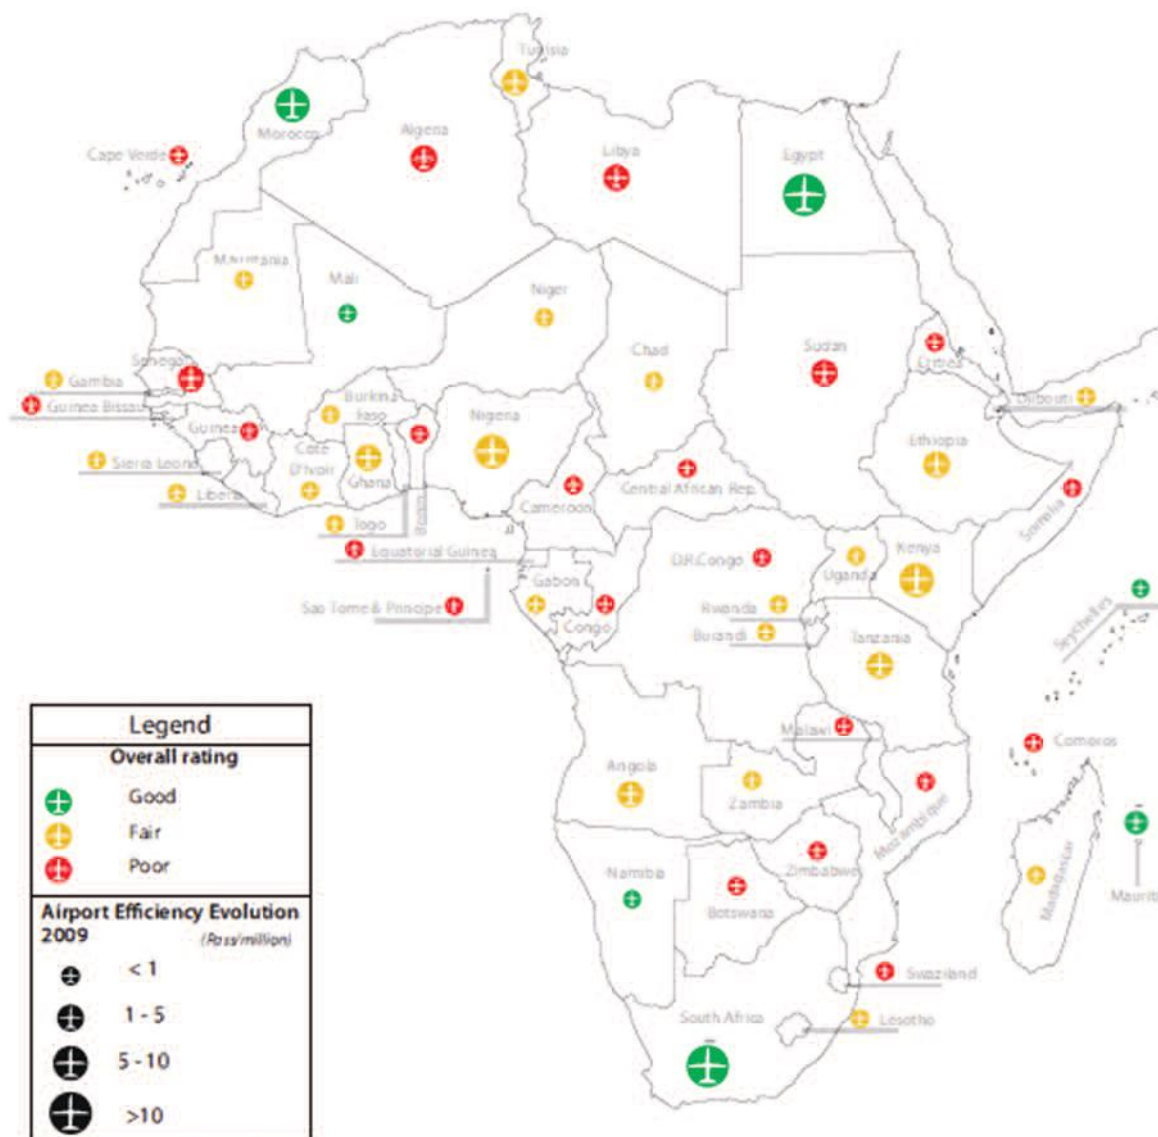 Tunisia
Morocco
Algeria
Libya
Egypt
Cape Verde
Mauritania
Mali
Niger
Chad
Sudan
Eritrea
Senegal
Gambia
Guinea Bissau
Guinea
Burkina
Faso
Nigeria
Djibouti
Ethiopia
Cote
D'Ivoir
Ghana
Sierra Leone
Liberia
Togo
Benin
Cameroon
Central African Rep.
Somolia
Equatorial Guinea
Gabon
D.R.Congo
Uganda
Kenya
Sao Tome & Principe
Congo
Rwanda
Burundi
Tanzania
Seychelles
Malawi
Comoros
Angola
Zambia
Mozambique
Zimbabwe
Madagascar
Namibia
Botswana
Maurit
Swaziland
South Africa
Lesotho
Legend
Overall rating
Good
Fair
Poor
Airport Efficiency Evolution
2009 (Pass/million)
< 1
1 - 5
5 - 10
>10